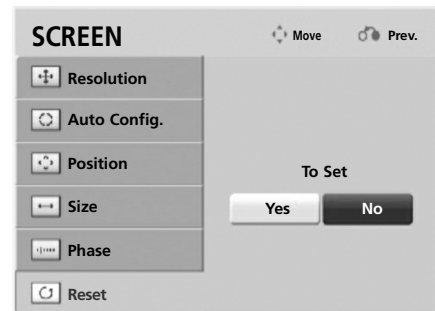 SCREEN
Move
Prev.
Resolution
Auto Config.
Position
Size
Phase
Reset
To Set
Yes
No